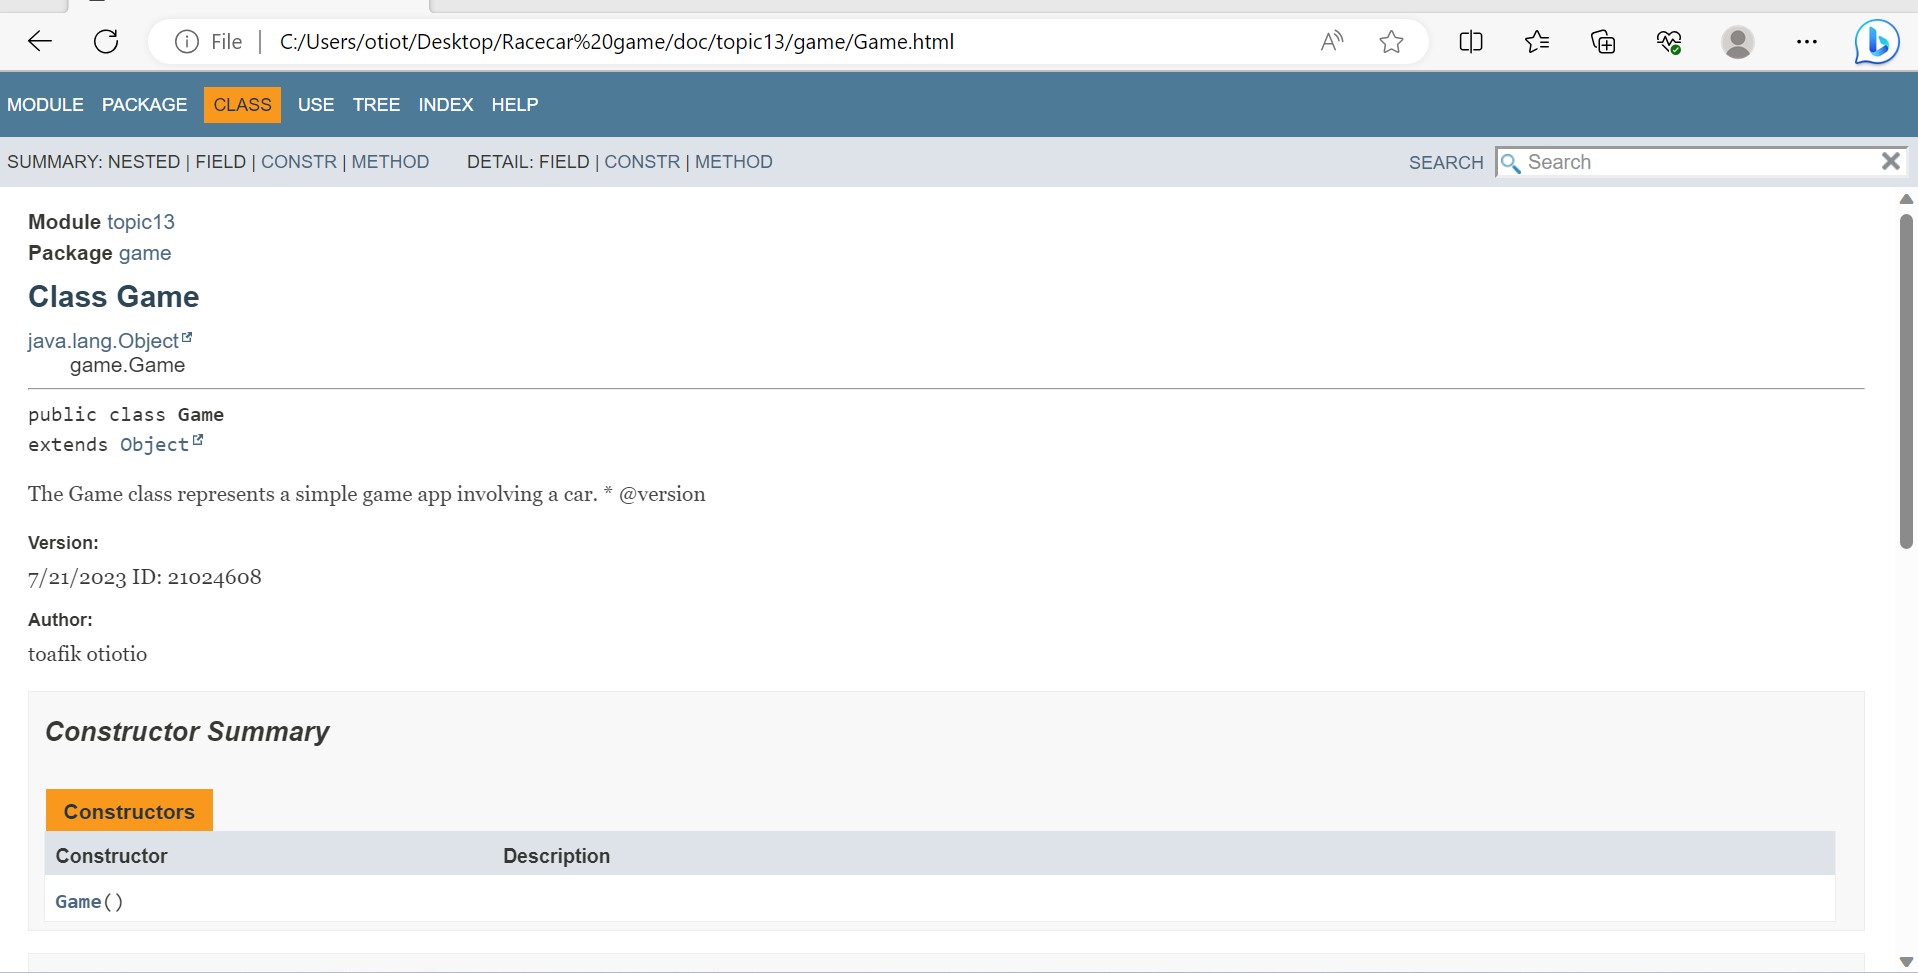 File | C:/Users/otiot/Desktop/Racecar%20game/doc/topic13/game/Game.html
MODULE PACKAGE CLASS USE TREE INDEX HELP
SUMMARY: NESTED | FIELD | CONSTR | METHOD DETAIL: FIELD | CONSTR | METHOD SEARCH Search
Module topic13
Package game
Class Game
java.lang.Object
game.Game
public class Game
extends Object
The Game class represents a simple game app involving a car. * @version
Version:
7/21/2023 ID: 21024608
Author:
toafik otiotio
Constructor Summary
Constructors
Constructor Description
Game()